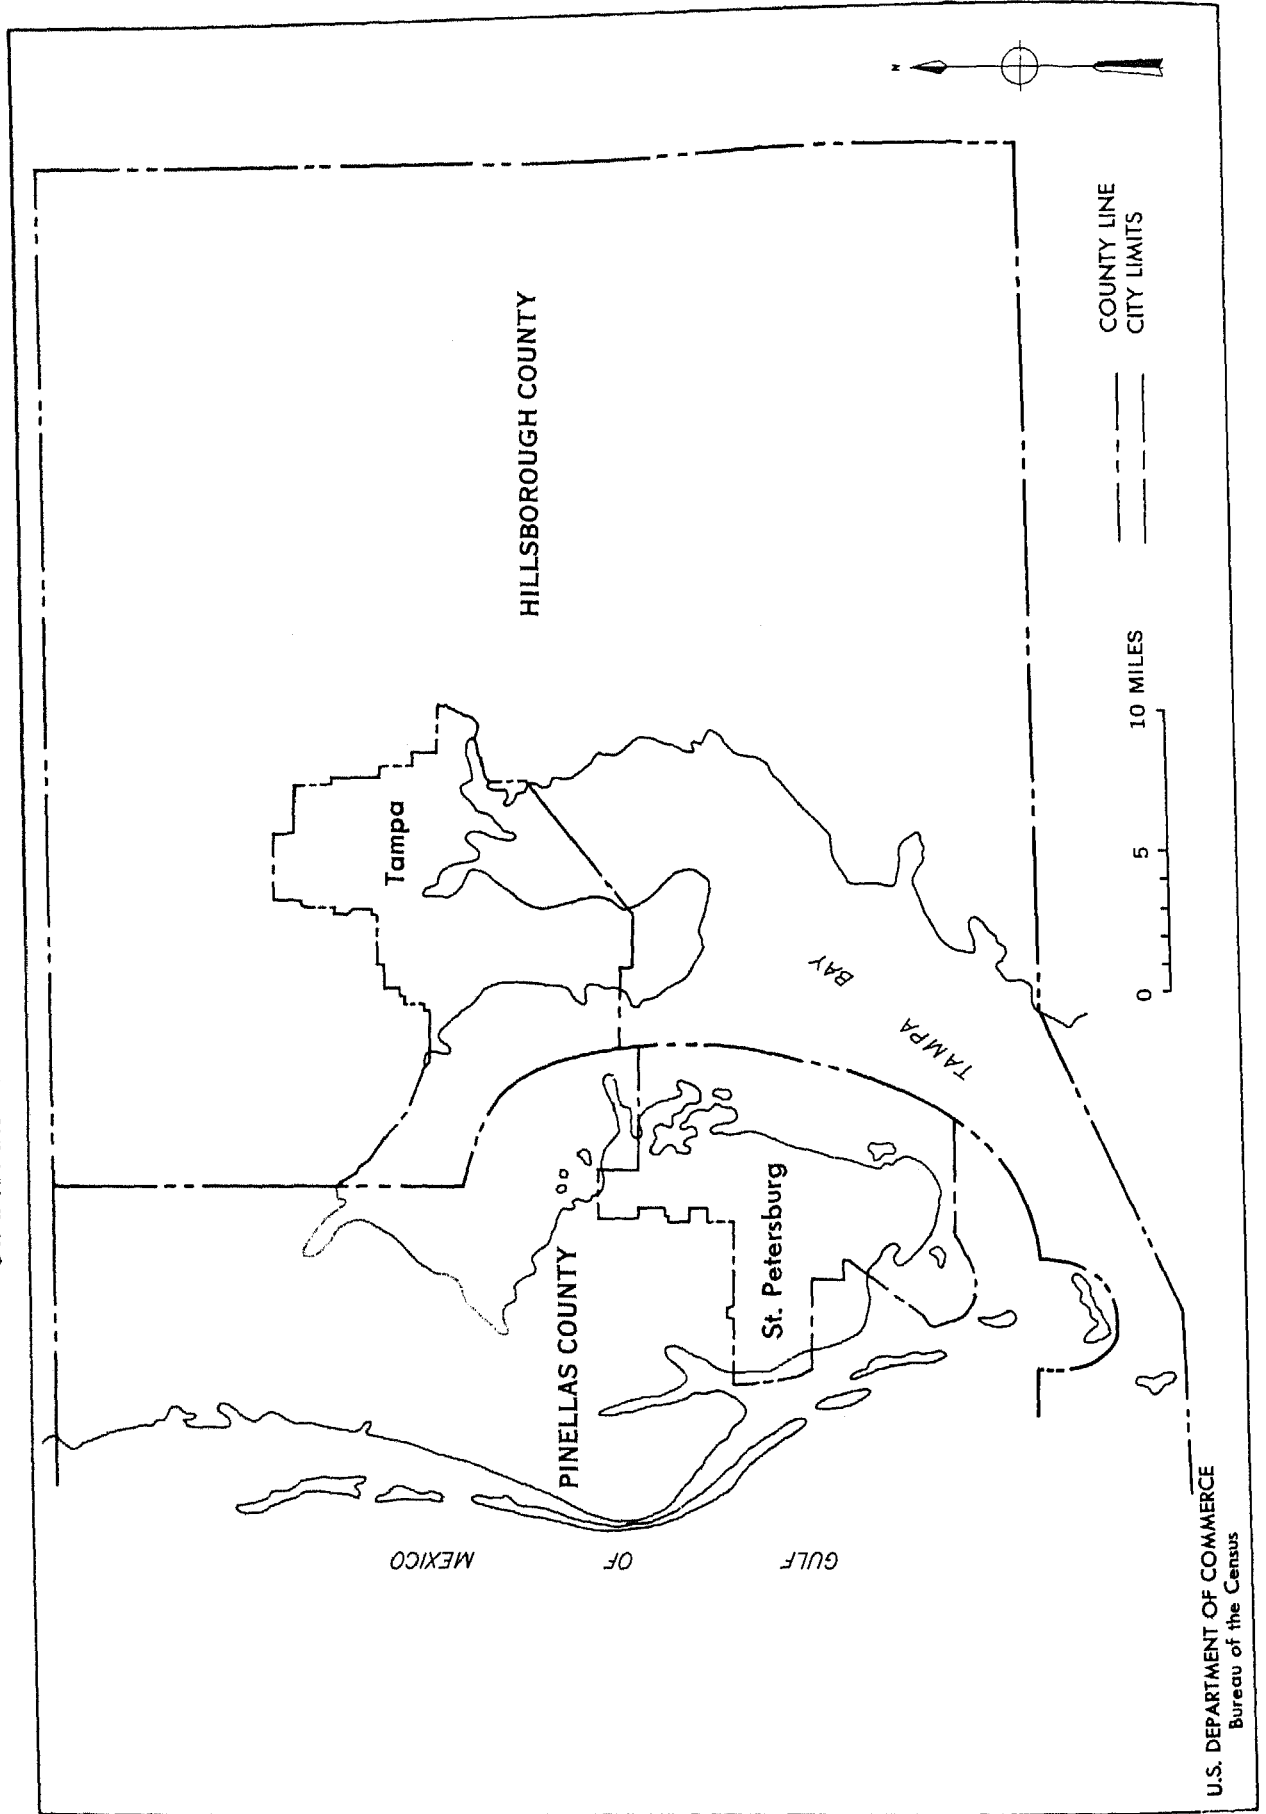 N
HILLSBOROUGH COUNTY
Tampa
PINELLAS COUNTY
St. Petersburg
TAMPA
BAY
GULF
OF
MEXICO
0 5 10 MILES
COUNTY LINE
CITY LIMITS
U.S. DEPARTMENT OF COMMERCE
Bureau of the Census